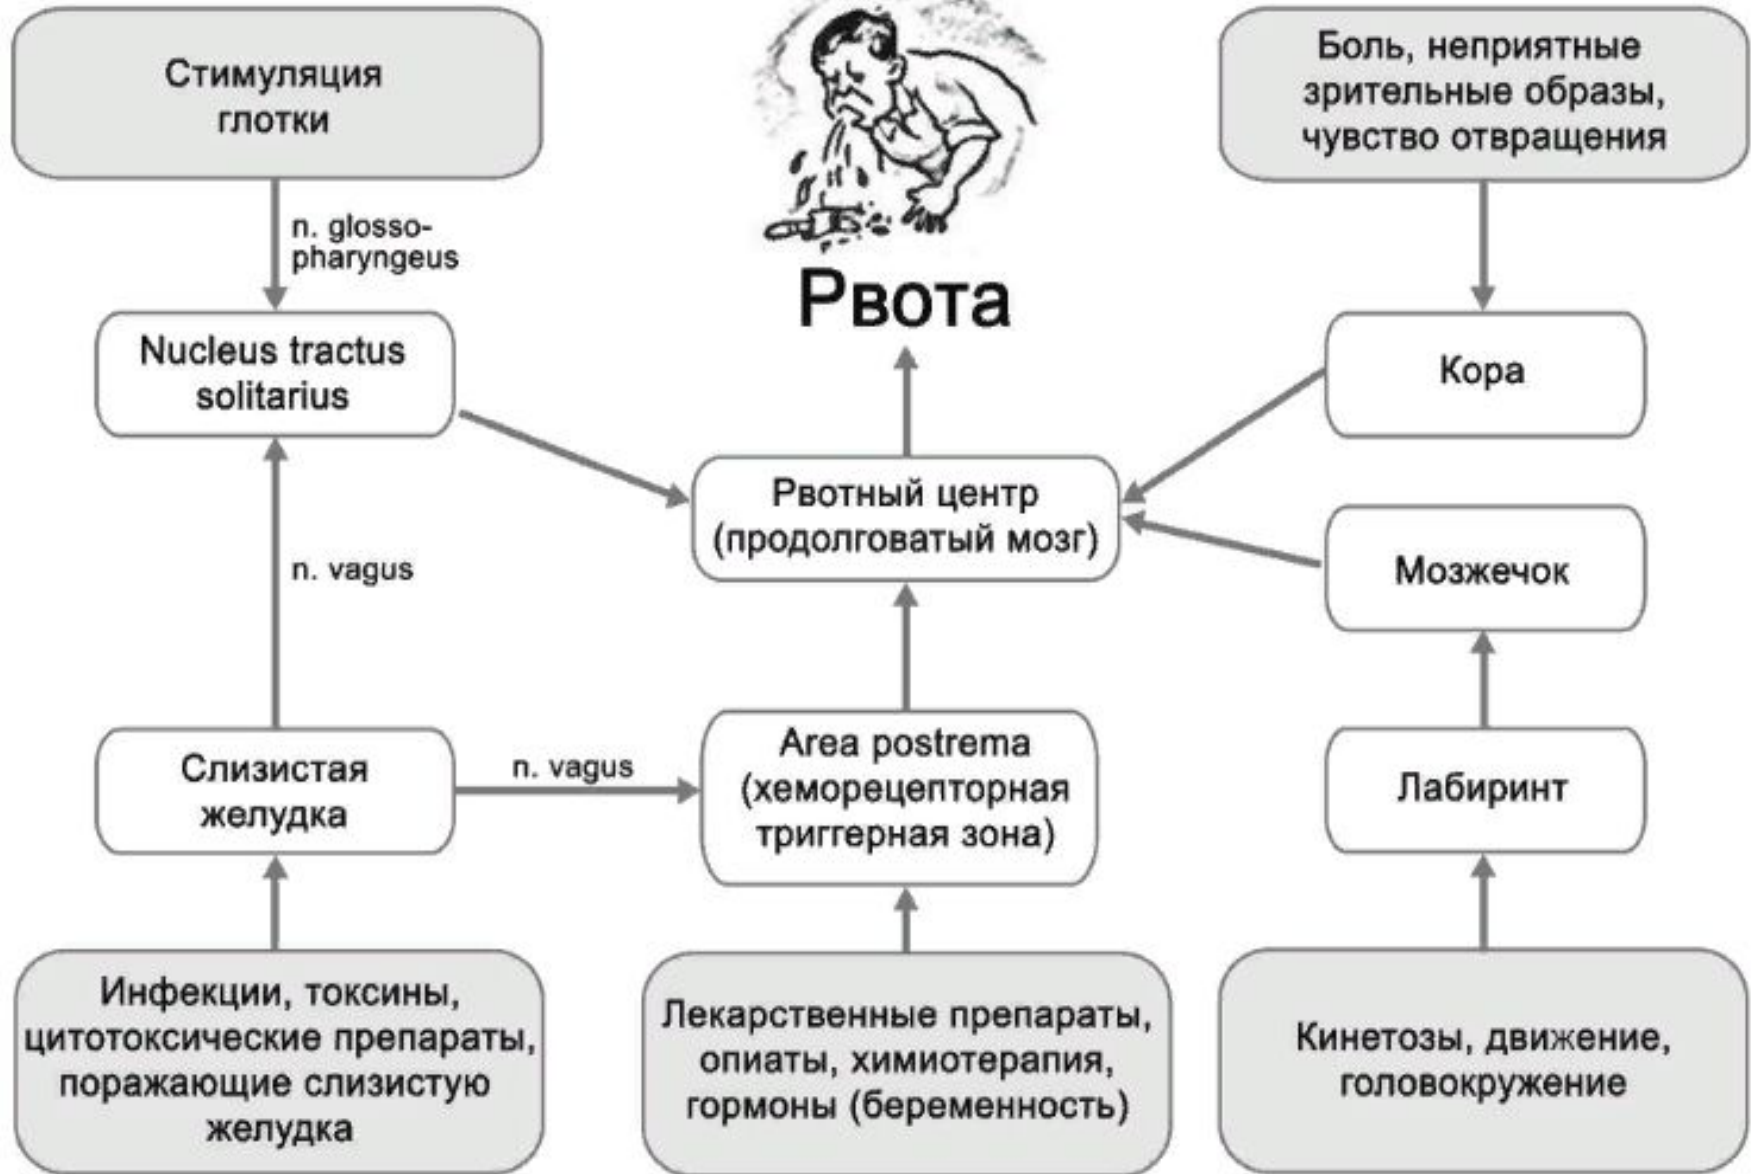 Стимуляция
глотки
Боль, неприятные
зрительные образы,
чувство отвращения
n. glosso-
pharyngeus
Рвота
Nucleus tractus
solitarius
Кора
Рвотный центр
(продолговатый мозг)
n. vagus
Мозжечок
Слизистая
желудка
n. vagus
Area postrema
(хеморецепторная
триггерная зона)
Лабиринт
Инфекции, токсины,
цитотоксические препараты,
поражающие слизистую
желудка
Лекарственные препараты,
опиаты, химиотерапия,
гормоны (беременность)
Кинетозы, движение,
головокружение